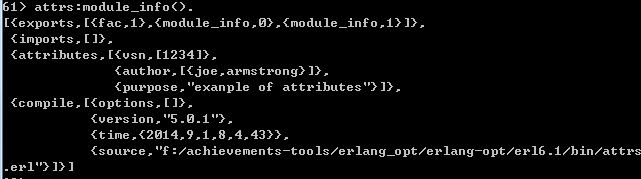 61> attrs:module_info().
[{exports,[{fac,1},{module_info,0},{module_info,1}]},
 {imports,[]},
 {attributes,[{vsn,[1234]},
              {author,[{joe,armstrong}]},
              {purpose,"exanple of attributes"}]},
 {compile,[{options,[]},
           {version,"5.0.1"},
           {time,{2014,9,1,8,4,43}},
           {source,"f:/achievements-tools/erlang_opt/erlang-opt/erl6.1/bin/attrs
.erl"}]}]